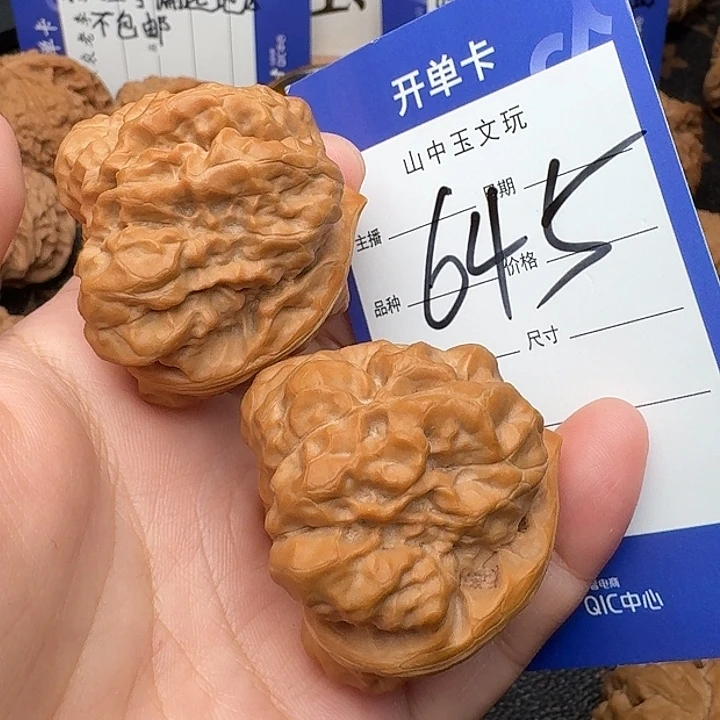 不包邮
开单卡
山中玉文玩
日期
主播
645
价格
品种
尺寸
QIC中心